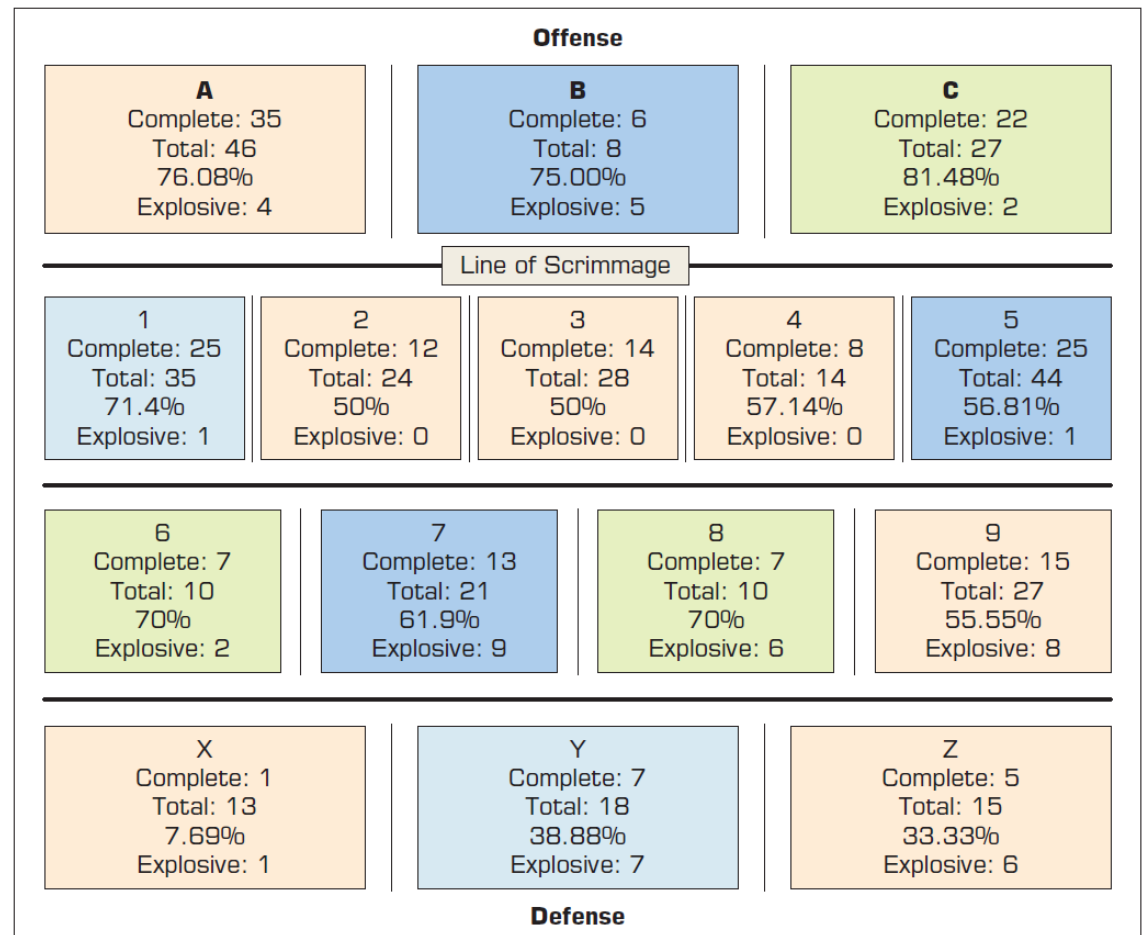 Offense
A
Complete: 35
Total: 46
76.08%
Explosive: 4
B
Complete: 6
Total: 8
75.00%
Explosive: 5
C
Complete: 22
Total: 27
81.48%
Explosive: 2
Line of Scrimmage
1
Complete: 25
Total: 35
71.4%
Explosive: 1
2
Complete: 12
Total: 24
50%
Explosive: 0
3
Complete: 14
Total: 28
50%
Explosive: 0
4
Complete: 8
Total: 14
57.14%
Explosive: 0
5
Complete: 25
Total: 44
56.81%
Explosive: 1
6
Complete: 7
Total: 10
70%
Explosive: 2
7
Complete: 13
Total: 21
61.9%
Explosive: 9
8
Complete: 7
Total: 10
70%
Explosive: 6
9
Complete: 15
Total: 27
55.55%
Explosive: 8
X
Complete: 1
Total: 13
7.69%
Explosive: 1
Y
Complete: 7
Total: 18
38.88%
Explosive: 7
Z
Complete: 5
Total: 15
33.33%
Explosive: 6
Defense